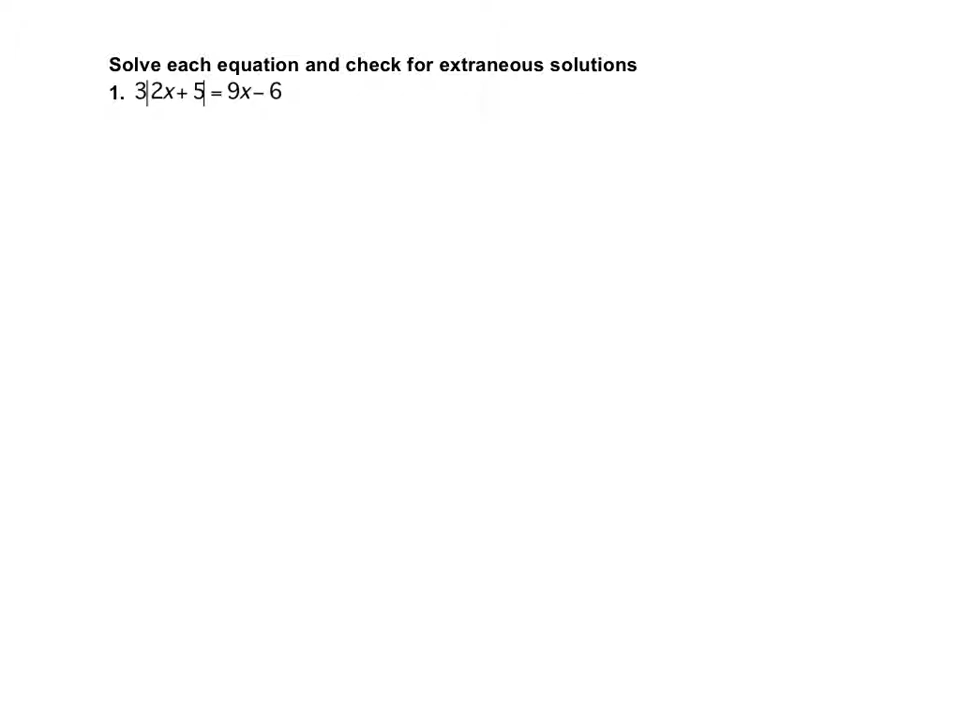 Solve each equation and check for extraneous solutions
1. 3|2x+ 5| = 9x– 6